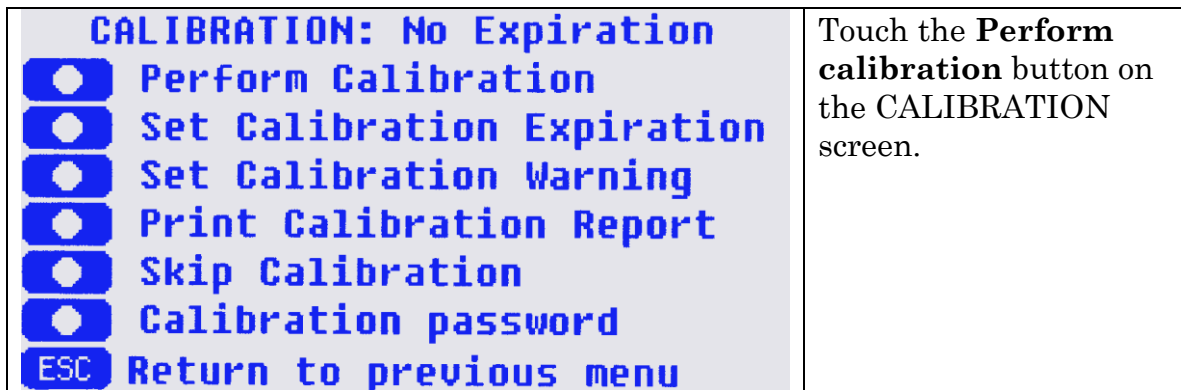 CALIBRATION: No Expiration
Perform Calibration
Set Calibration Expiration
Set Calibration Warning
Print Calibration Report
Skip Calibration
Calibration password
ESC Return to previous menu
Touch the Perform
calibration button on
the CALIBRATION
screen.